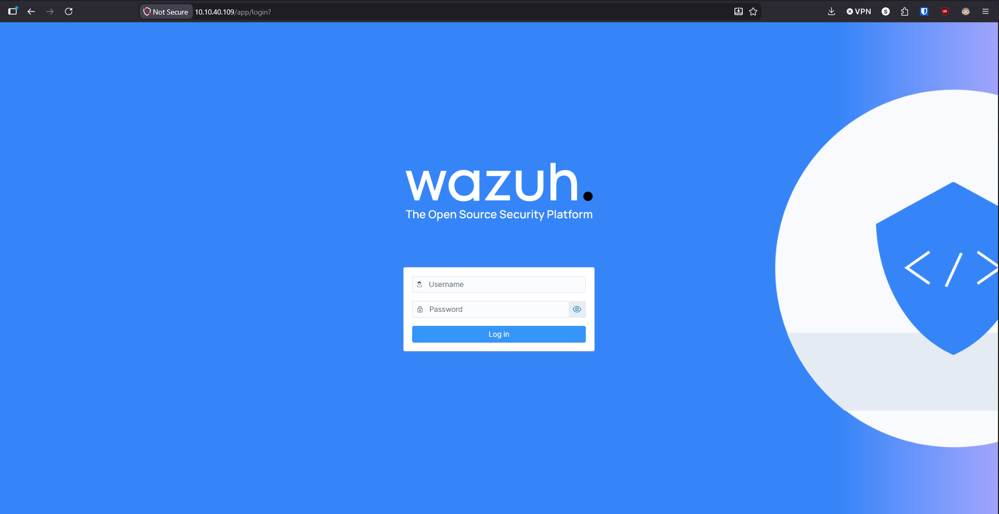 Not Secure 10.10.40.109/app/login? VPN S UD
wazuh.
The Open Source Security Platform
Username
Password
Log in